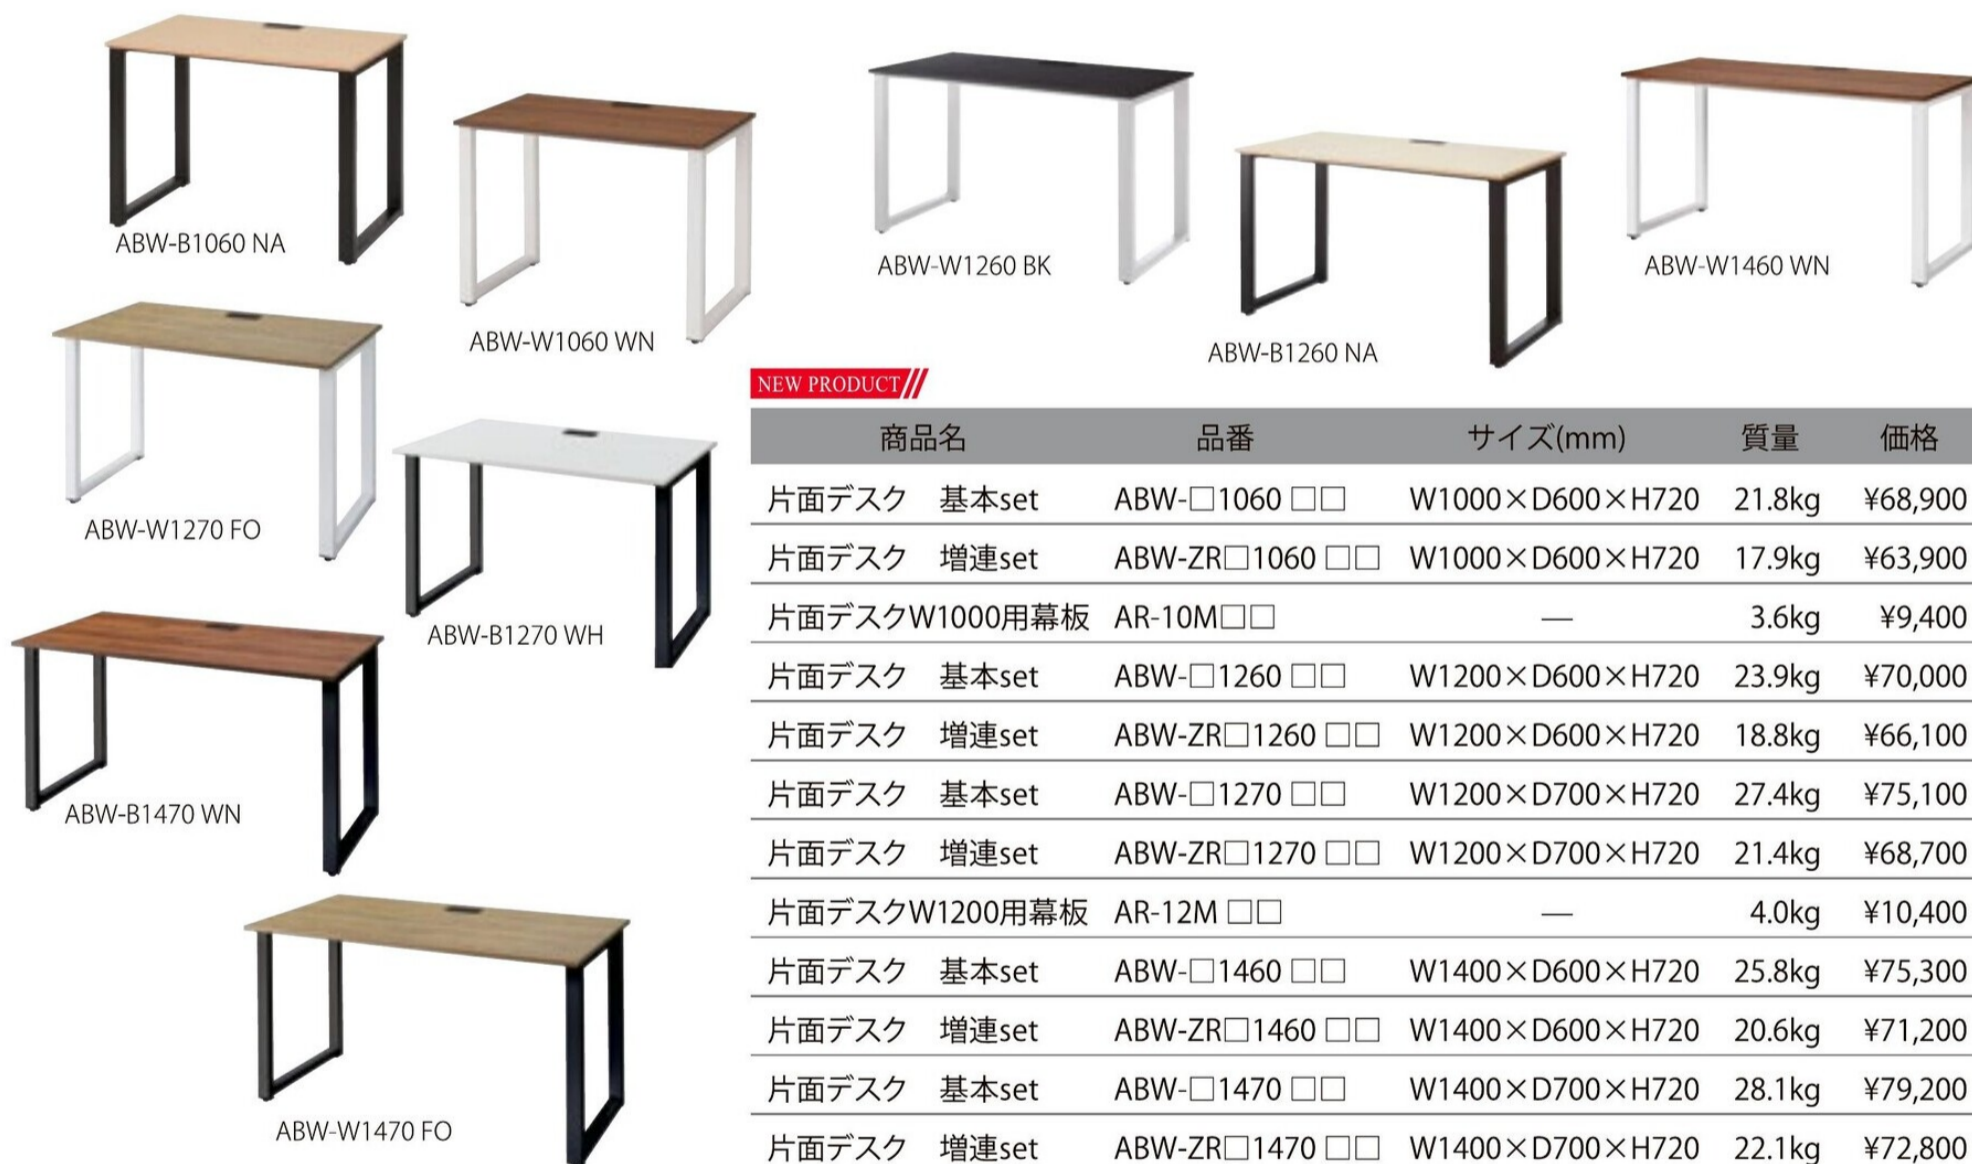 ABW-B1060 NA
ABW-W1060 WN
ABW-W1260 BK
ABW-B1260 NA
ABW-W1460 WN
ABW-W1270 FO
ABW-B1270 WH
ABW-B1470 WN
ABW-W1470 FO
NEW PRODUCT
商品名 品番 サイズ(mm) 質量 価格
片面デスク　基本set ABW-□1060 □□ W1000×D600×H720 21.8kg ¥68,900
片面デスク　増連set ABW-ZR□1060 □□ W1000×D600×H720 17.9kg ¥63,900
片面デスクW1000用幕板 AR-10M□□ — 3.6kg ¥9,400
片面デスク　基本set ABW-□1260 □□ W1200×D600×H720 23.9kg ¥70,000
片面デスク　増連set ABW-ZR□1260 □□ W1200×D600×H720 18.8kg ¥66,100
片面デスク　基本set ABW-□1270 □□ W1200×D700×H720 27.4kg ¥75,100
片面デスク　増連set ABW-ZR□1270 □□ W1200×D700×H720 21.4kg ¥68,700
片面デスクW1200用幕板 AR-12M □□ — 4.0kg ¥10,400
片面デスク　基本set ABW-□1460 □□ W1400×D600×H720 25.8kg ¥75,300
片面デスク　増連set ABW-ZR□1460 □□ W1400×D600×H720 20.6kg ¥71,200
片面デスク　基本set ABW-□1470 □□ W1400×D700×H720 28.1kg ¥79,200
片面デスク　増連set ABW-ZR□1470 □□ W1400×D700×H720 22.1kg ¥72,800